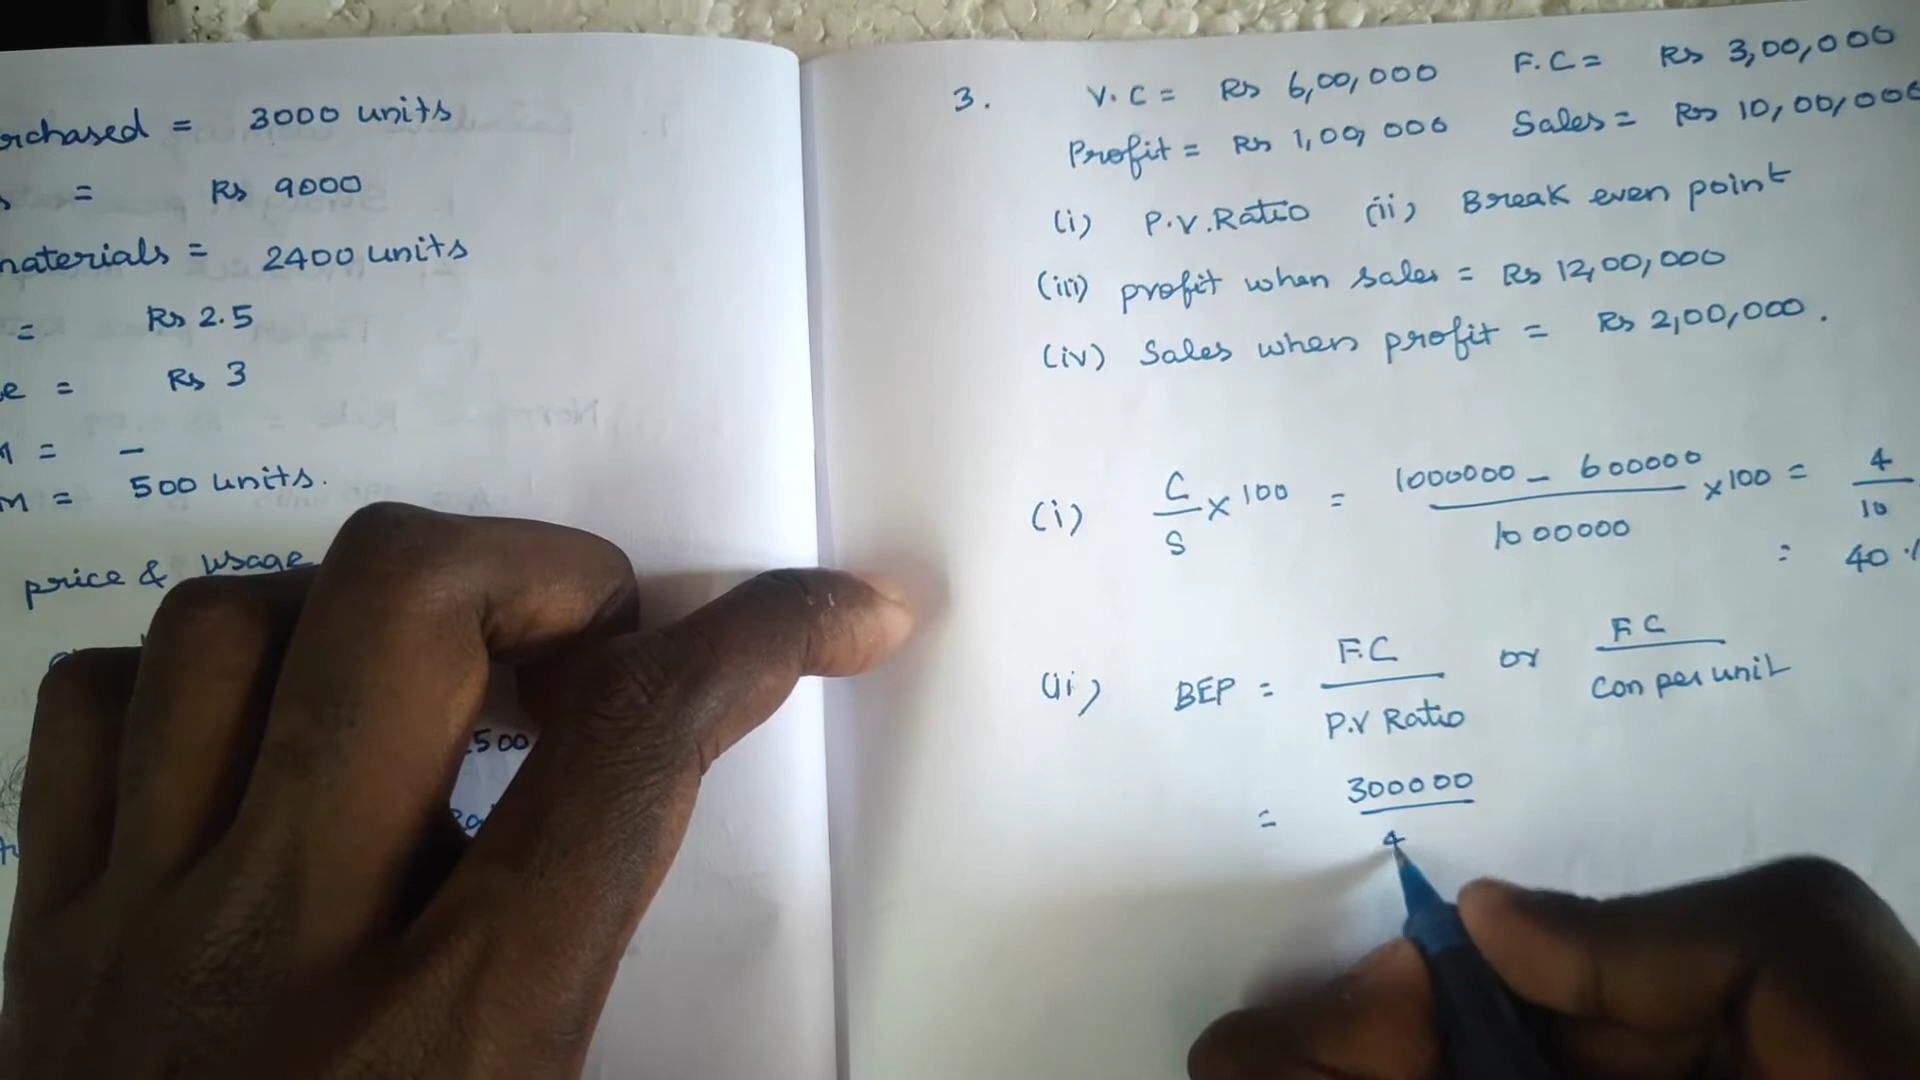 rchased = 3000 units
= Rs 9000
materials = 2400 units
= Rs 2.5
e = Rs 3
= -
m = 500 units.
price & usage
500
3. V.C = Rs 6,00,000 F.C = Rs 3,00,000
Profit = Rs 1,00,000 Sales = Rs 10,00,000
(i) P.V.Ratio (ii) Break even point
(iii) profit when sales = Rs 12,00,000
(iv) Sales when profit = Rs 2,00,000.
(i) C/S x 100 = 1000000 - 600000 / 1000000 x 100 = 4/10
= 40 %
(ii) BEP = F.C / P.V Ratio or F.C / Con per unit
= 300000 / 4